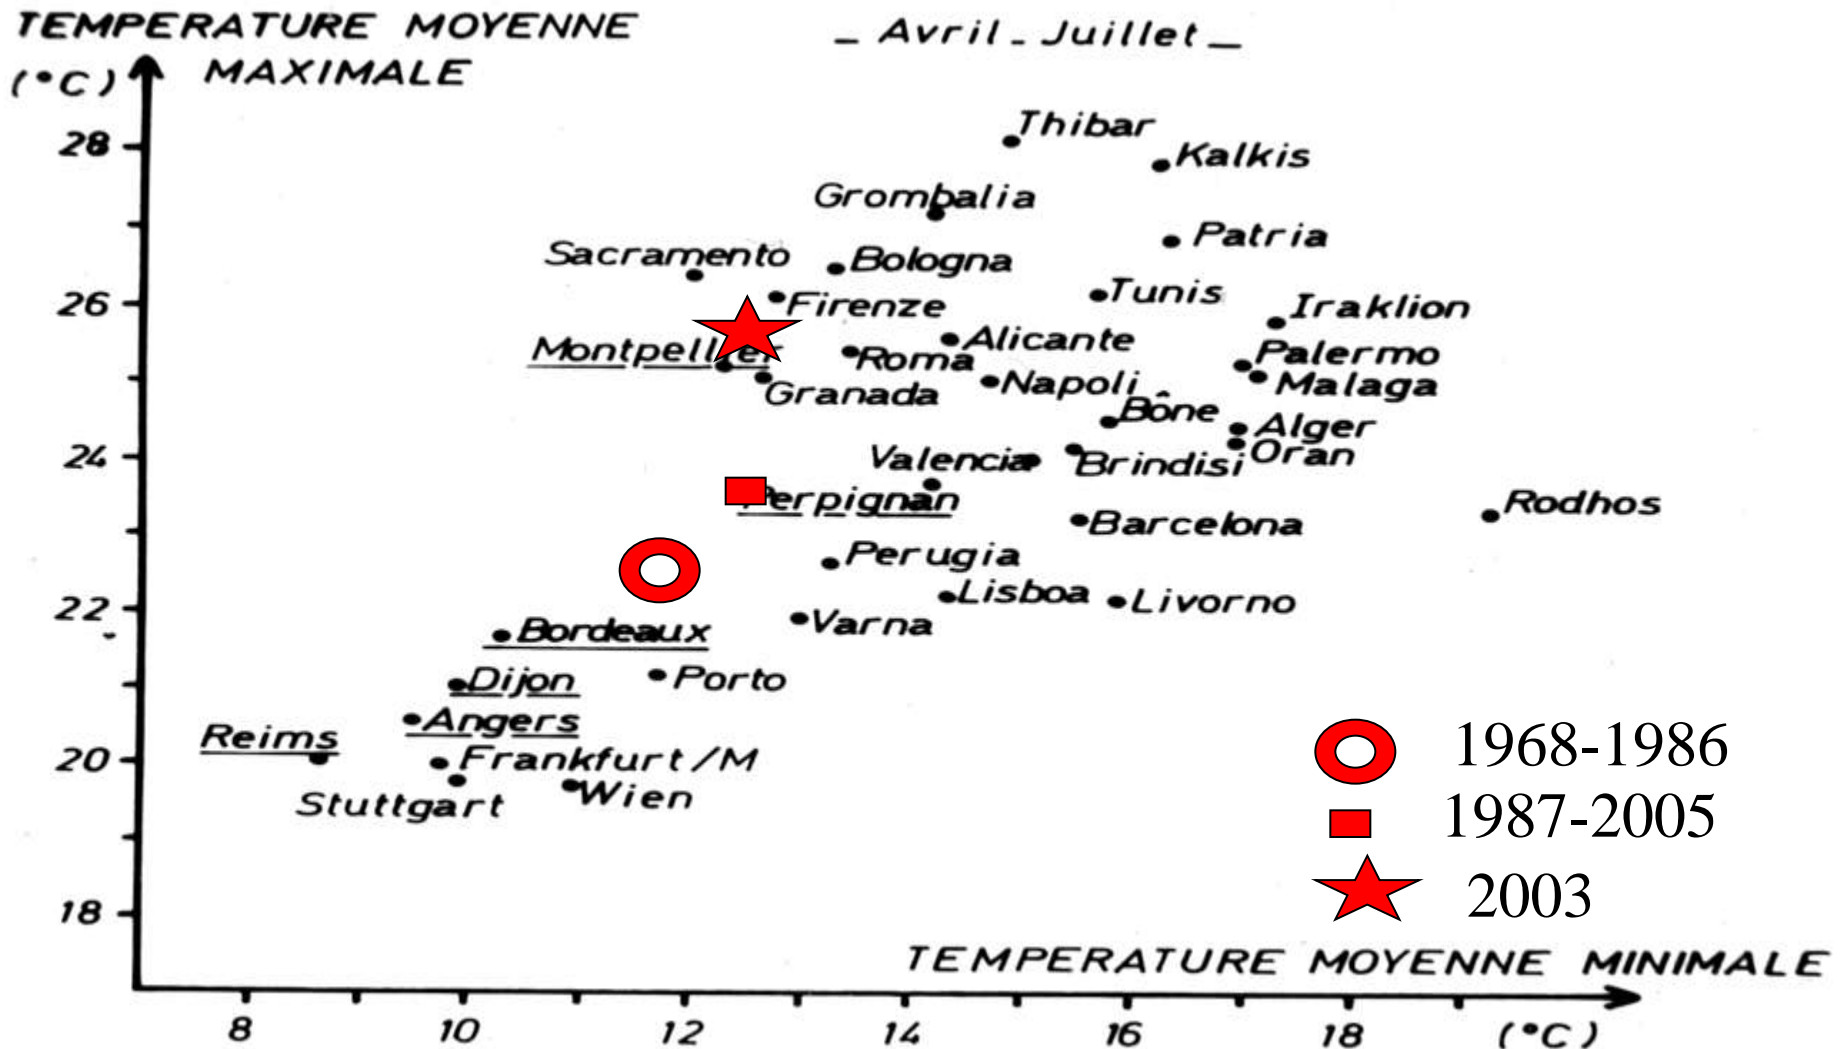 TEMPERATURE MOYENNE
MAXIMALE
(°C)
_ Avril_Juillet_
28
26
24
22
20
18
Thibar
Kalkis
Grombalia
Patria
Sacramento
Bologna
Tunis
Firenze
Iraklion
Alicante
Montpellier
Roma
Palermo
Granada
Napoli
Malaga
Bône
Alger
Valencia
Brindisi
Oran
Perpignan
Rodhos
Barcelona
Perugia
Lisboa
Livorno
Varna
Bordeaux
Dijon
Porto
Angers
Reims
Frankfurt/M
Stuttgart
Wien
1968-1986
1987-2005
2003
TEMPERATURE MOYENNE MINIMALE
8 10 12 14 16 18 (°C)